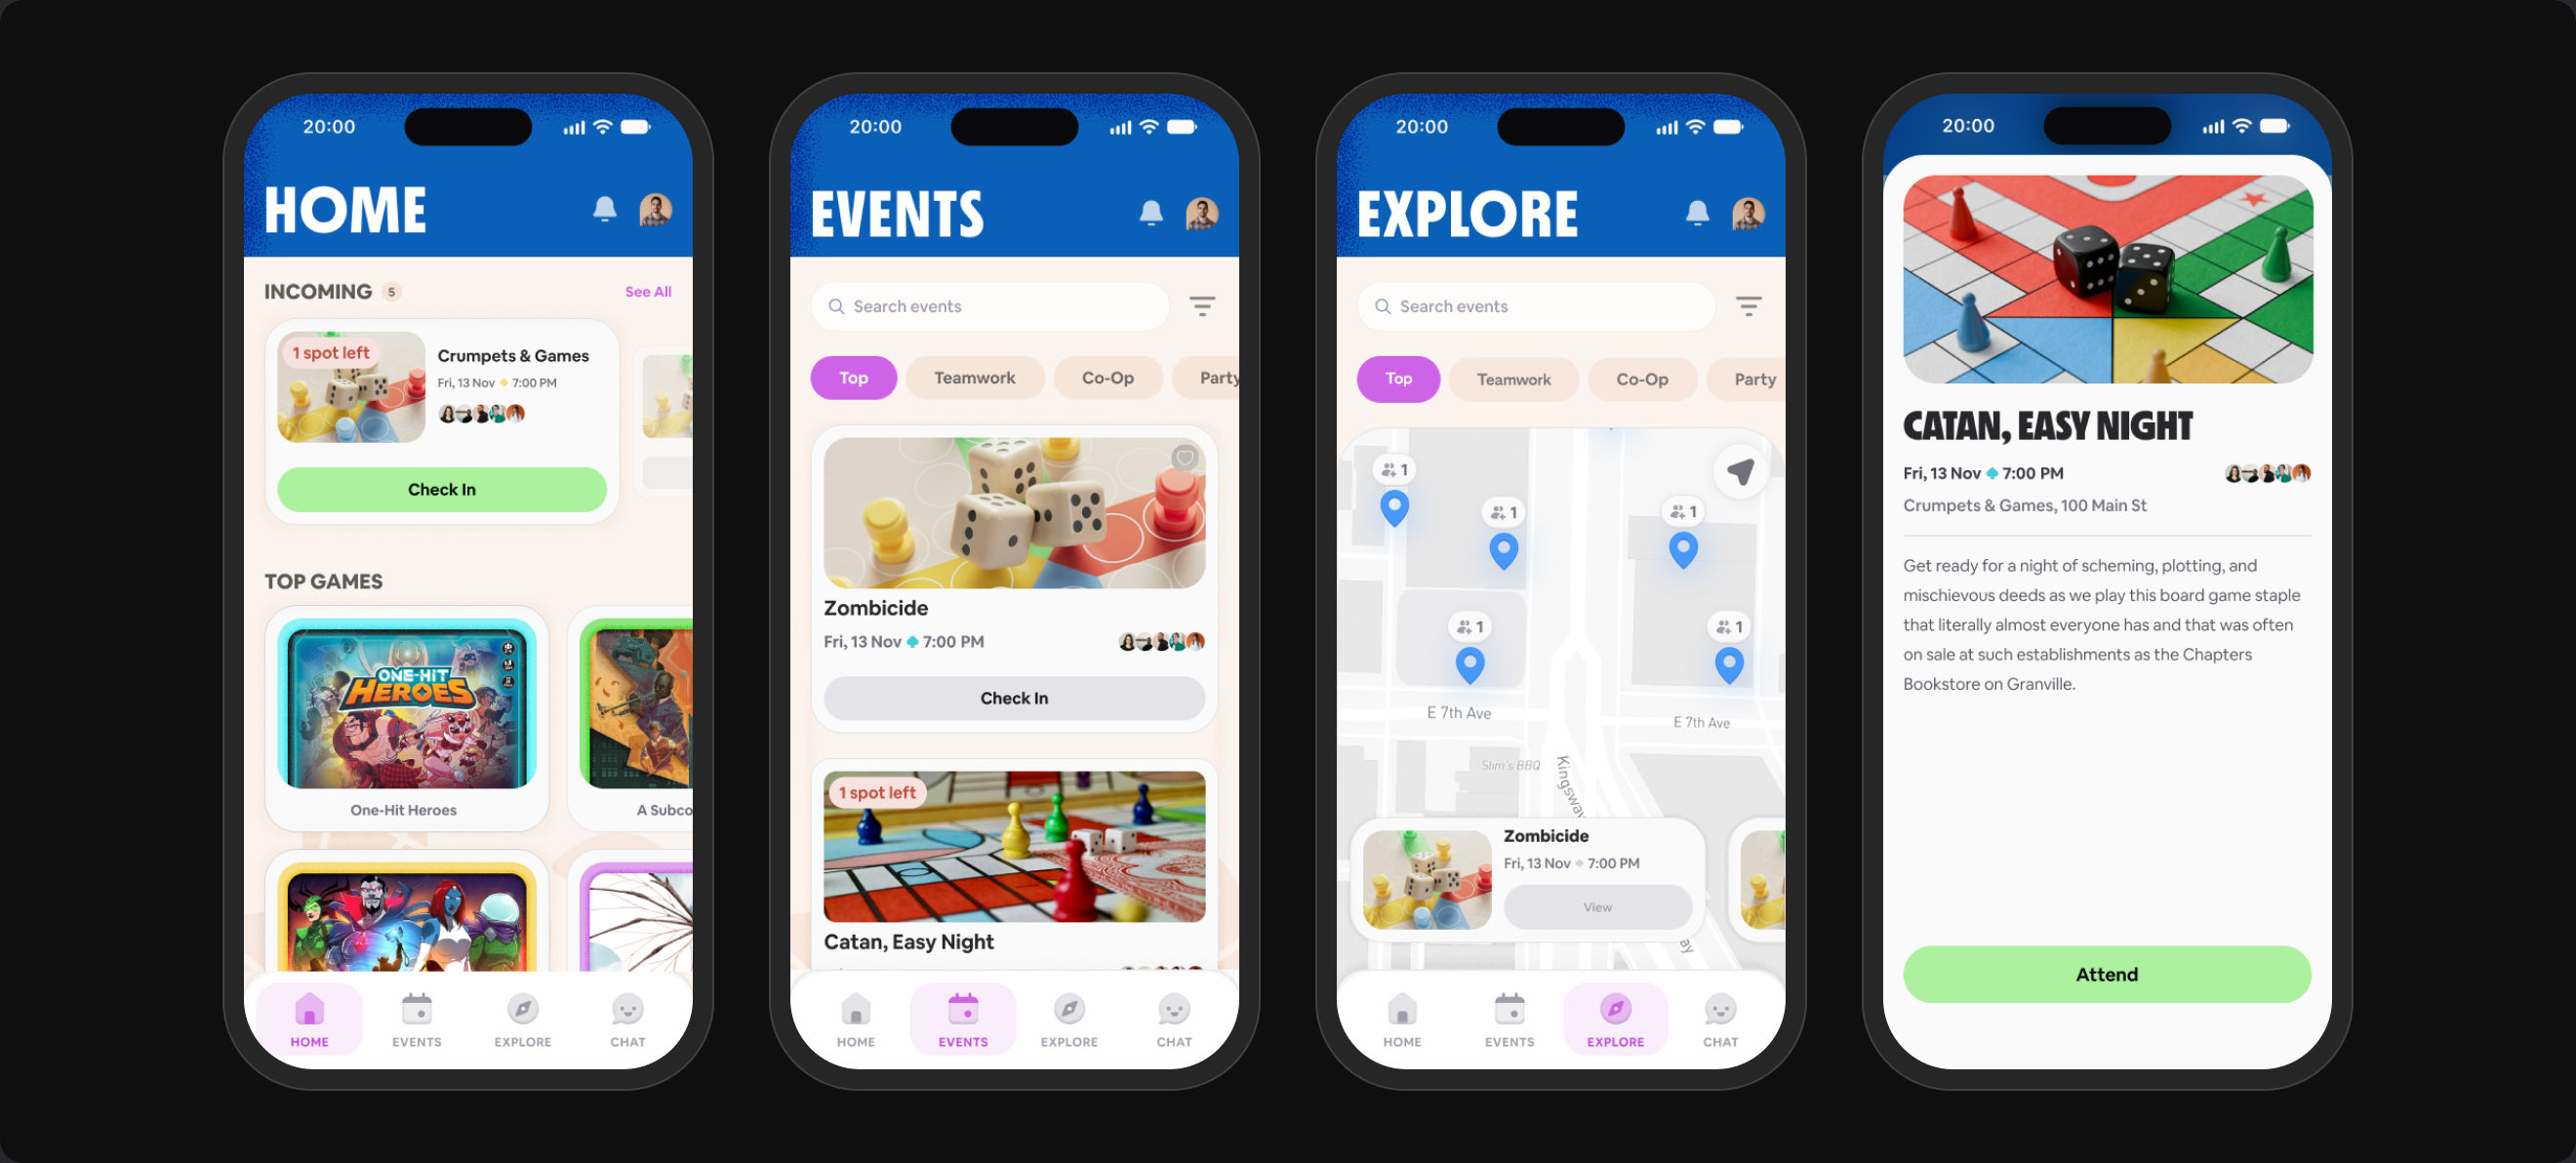 20:00
HOME
INCOMING 5
See All
1 spot left
Crumpets & Games
Fri, 13 Nov 7:00 PM
Check In
TOP GAMES
ONE-HIT
HEROES
One-Hit Heroes
A Subco
HOME
EVENTS
EXPLORE
CHAT
20:00
EVENTS
Search events
Top
Teamwork
Co-Op
Party
Zombicide
Fri, 13 Nov 7:00 PM
Check In
1 spot left
Catan, Easy Night
HOME
EVENTS
EXPLORE
CHAT
20:00
EXPLORE
Search events
Top
Teamwork
Co-Op
Party
1
1
1
1
1
E 7th Ave
E 7th Ave
Slim's BBQ
Kingsway
Zombicide
Fri, 13 Nov 7:00 PM
View
ay
HOME
EVENTS
EXPLORE
CHAT
20:00
CATAN, EASY NIGHT
Fri, 13 Nov 7:00 PM
Crumpets & Games, 100 Main St
Get ready for a night of scheming, plotting, and
mischievous deeds as we play this board game staple
that literally almost everyone has and that was often
on sale at such establishments as the Chapters
Bookstore on Granville.
Attend